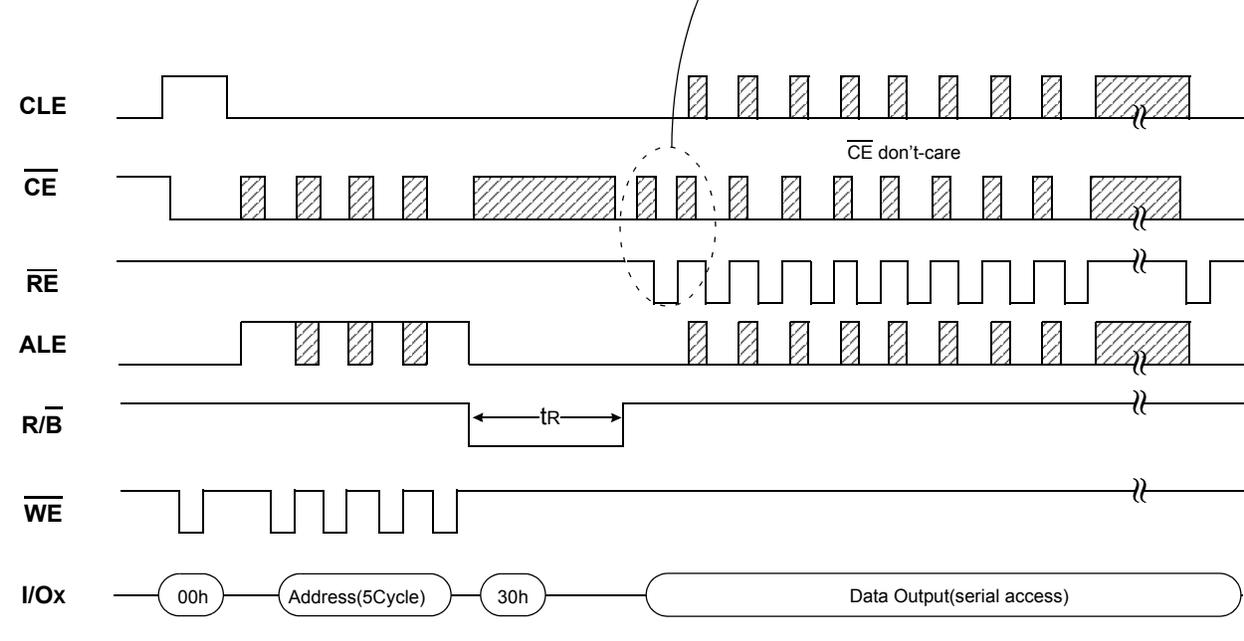 CLE
CE don't-care
CE
RE
ALE
R/B
tR
WE
I/Ox
00h
Address(5Cycle)
30h
Data Output(serial access)